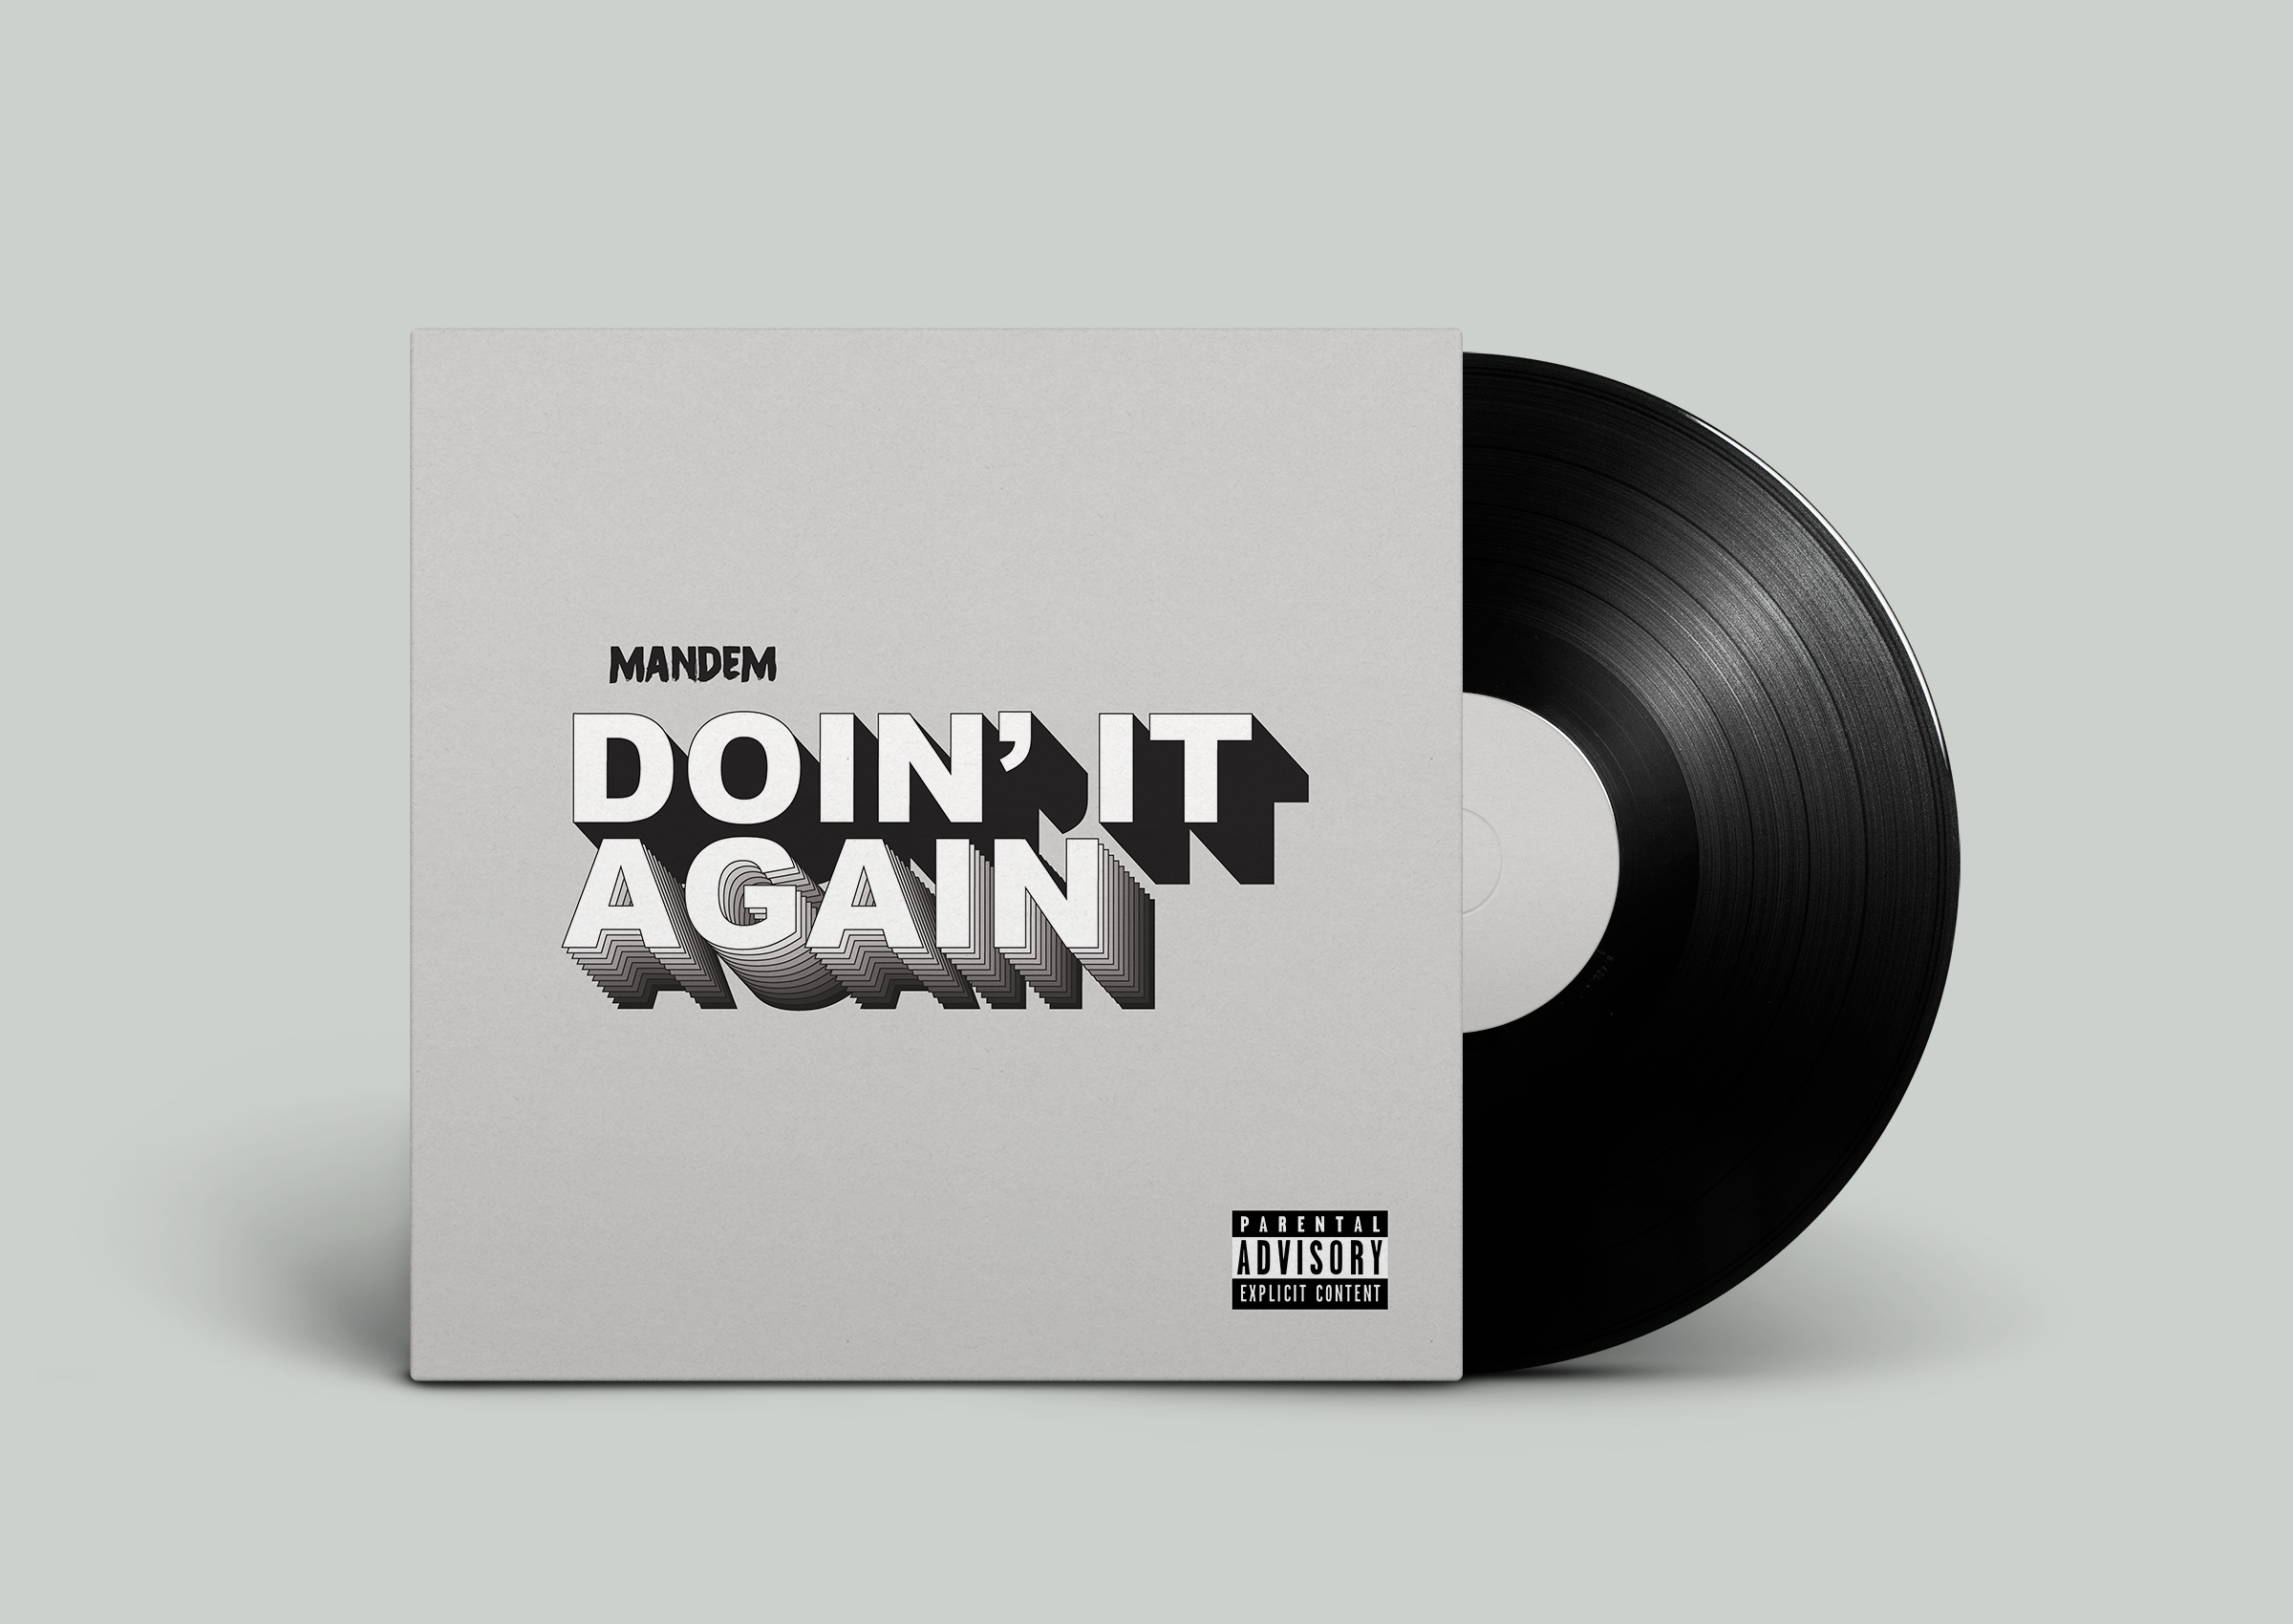 MANDEM
DOIN’ IT
AGAIN
PARENTAL
ADVISORY
EXPLICIT CONTENT